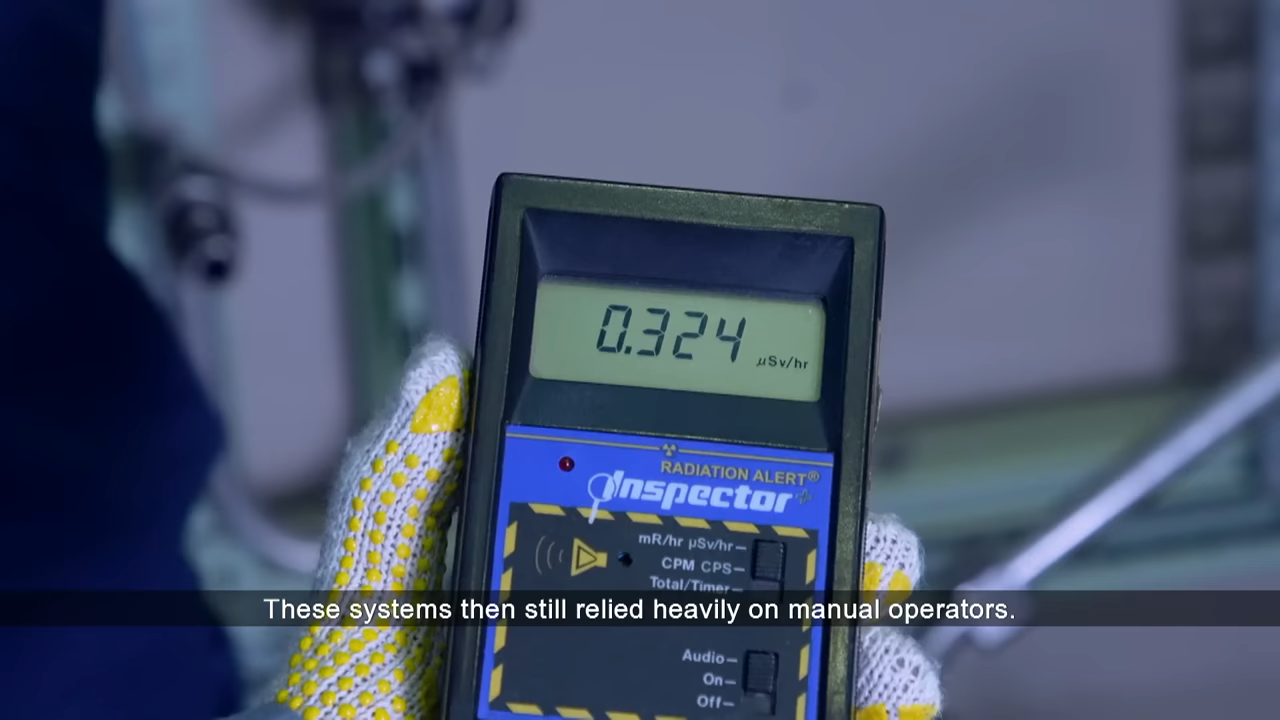 0.324
µSv/hr
RADIATION ALERT®
Inspector+
mR/hr µSv/hr
CPM CPS
Total/Timer
These systems then still relied heavily on manual operators.
Audio
On
Off